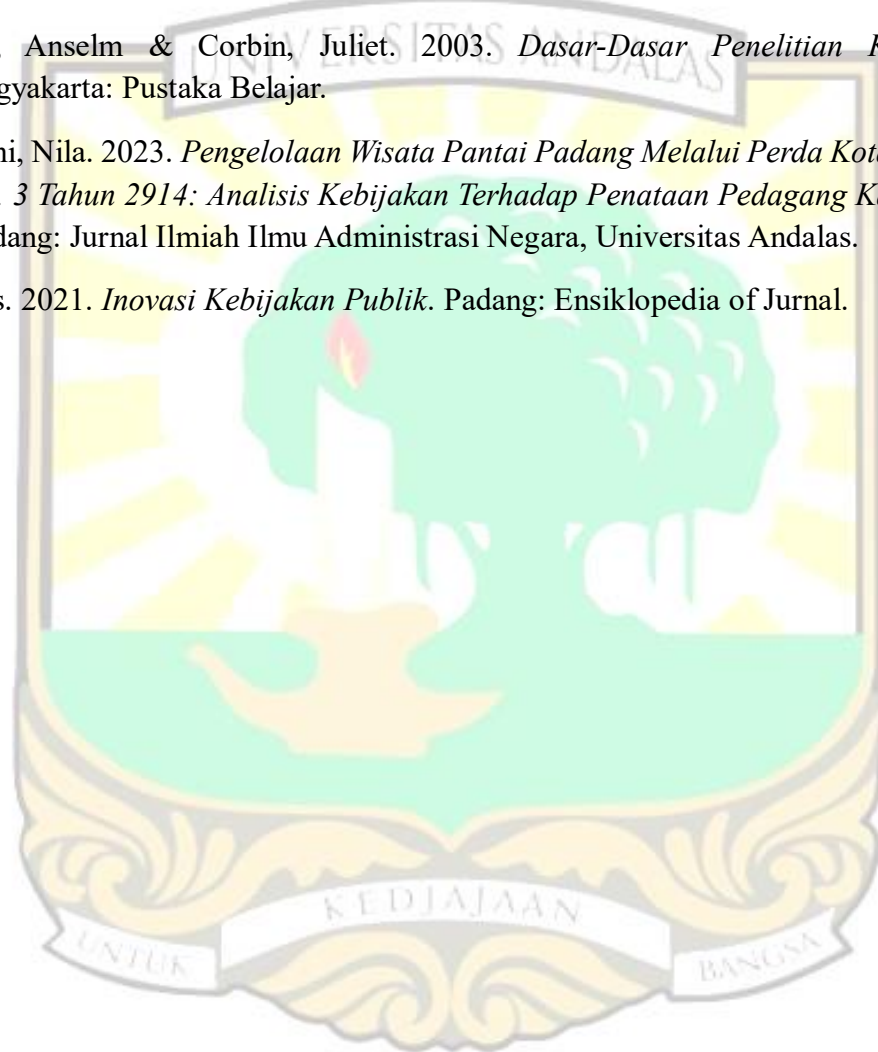 UNIVERSITAS ANDALAS
, Anselm & Corbin, Juliet. 2003. Dasar-Dasar Penelitian K
gyakarta: Pustaka Belajar.
ni, Nila. 2023. Pengelolaan Wisata Pantai Padang Melalui Perda Kot
. 3 Tahun 2914: Analisis Kebijakan Terhadap Penataan Pedagang K
dang: Jurnal Ilmiah Ilmu Administrasi Negara, Universitas Andalas.
s. 2021. Inovasi Kebijakan Publik. Padang: Ensiklopedia of Jurnal.
KEDJAJAAN
UNTUK
BANGSA